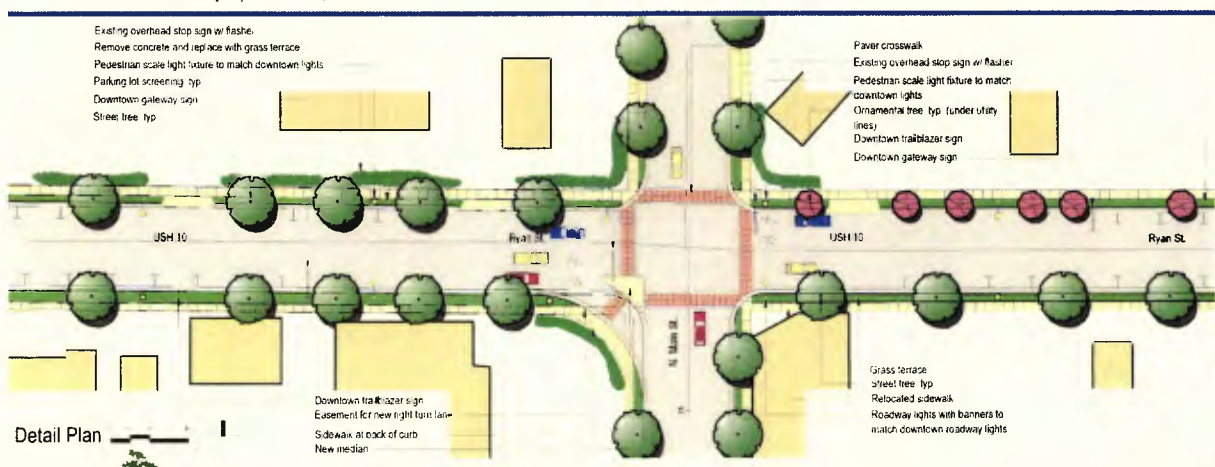 Existing overhead stop sign w/ flasher
Remove concrete and replace with grass terrace
Pedestrian scale light fixture to match downtown lights
Parking lot screening typ
Downtown gateway sign
Street tree typ
Paver crosswalk
Existing overhead stop sign w/ flasher
Pedestrian scale light fixture to match
downtown lights
Ornamental tree typ (under utility
lines)
Downtown trailblazer sign
Downtown gateway sign
USH 10
Ryan St.
USH 10
Ryan St.
N Main St.
Downtown trailblazer sign
Easement for new right turn lane
Sidewalk at back of curb
New median
Grass terrace
Street tree typ
Relocated sidewalk
Roadway lights with banners to
match downtown roadway lights
Detail Plan